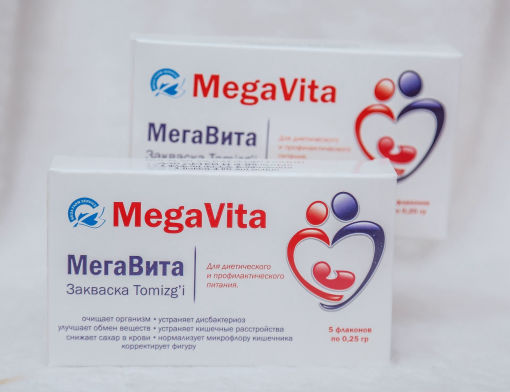 MegaVita
МегаВита
Закваска Tomizg'i
Для диетического
и профилактического
питания.
5 флаконов
по 0,25 гр
MegaVita
МегаВита
Закваска Tomizg'i
Для диетического
и профилактического
питания.
очищает организм • устраняет дисбактериоз
улучшает обмен веществ • устраняет кишечные расстройства
снижает сахар в крови • нормализует микрофлору кишечника
корректирует фигуру
5 флаконов
по 0,25 гр